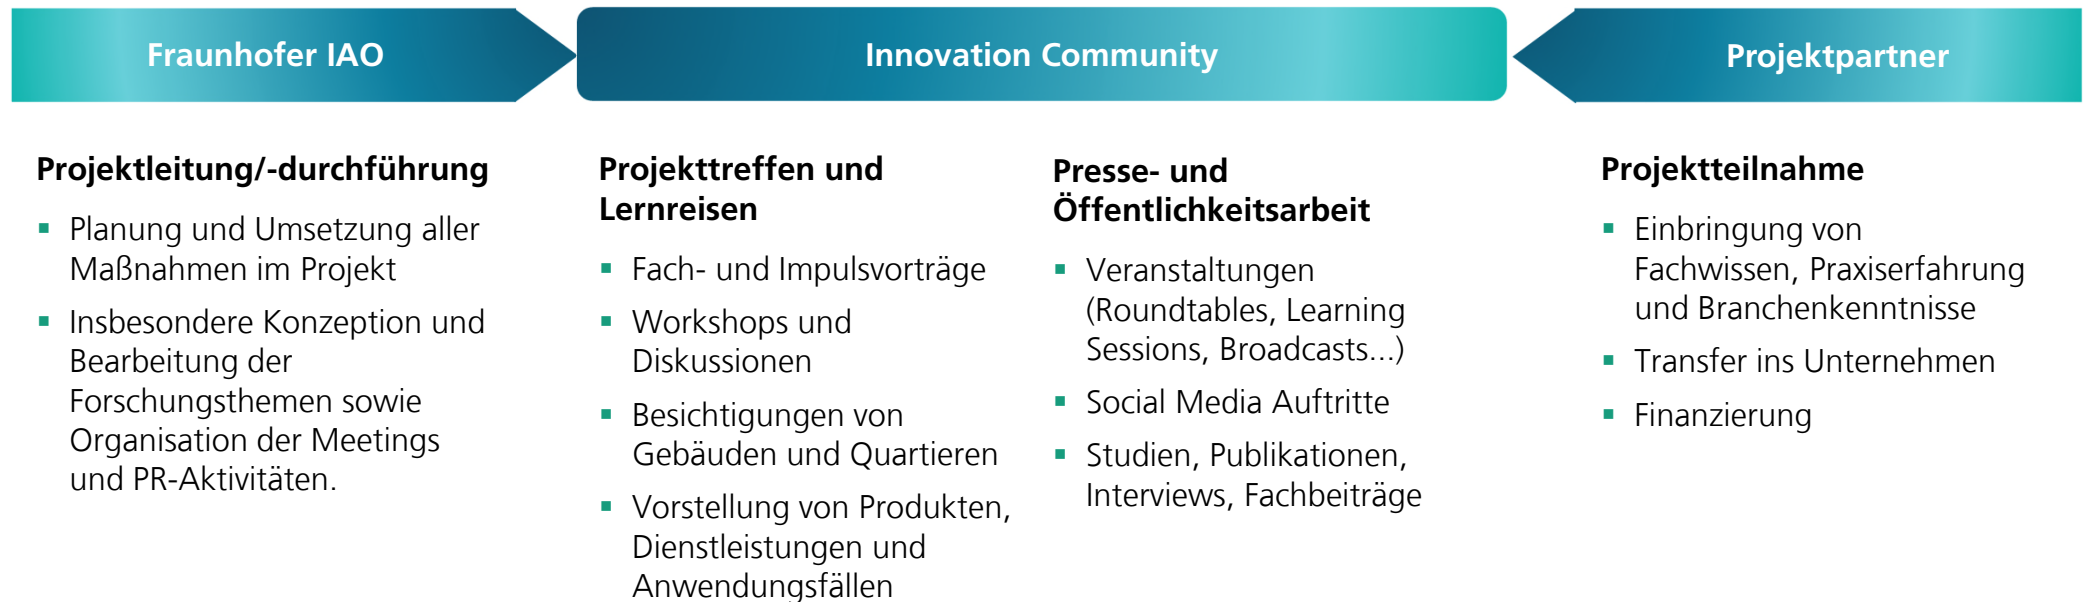 Fraunhofer IAO
Innovation Community
Projektpartner
Projektleitung/-durchführung
▪ Planung und Umsetzung aller
Maßnahmen im Projekt
▪ Insbesondere Konzeption und
Bearbeitung der
Forschungsthemen sowie
Organisation der Meetings
und PR-Aktivitäten.
Projekttreffen und
Lernreisen
▪ Fach- und Impulsvorträge
▪ Workshops und
Diskussionen
▪ Besichtigungen von
Gebäuden und Quartieren
▪ Vorstellung von Produkten,
Dienstleistungen und
Anwendungsfällen
Presse- und
Öffentlichkeitsarbeit
▪ Veranstaltungen
(Roundtables, Learning
Sessions, Broadcasts...)
▪ Social Media Auftritte
▪ Studien, Publikationen,
Interviews, Fachbeiträge
Projektteilnahme
▪ Einbringung von
Fachwissen, Praxiserfahrung
und Branchenkenntnisse
▪ Transfer ins Unternehmen
▪ Finanzierung